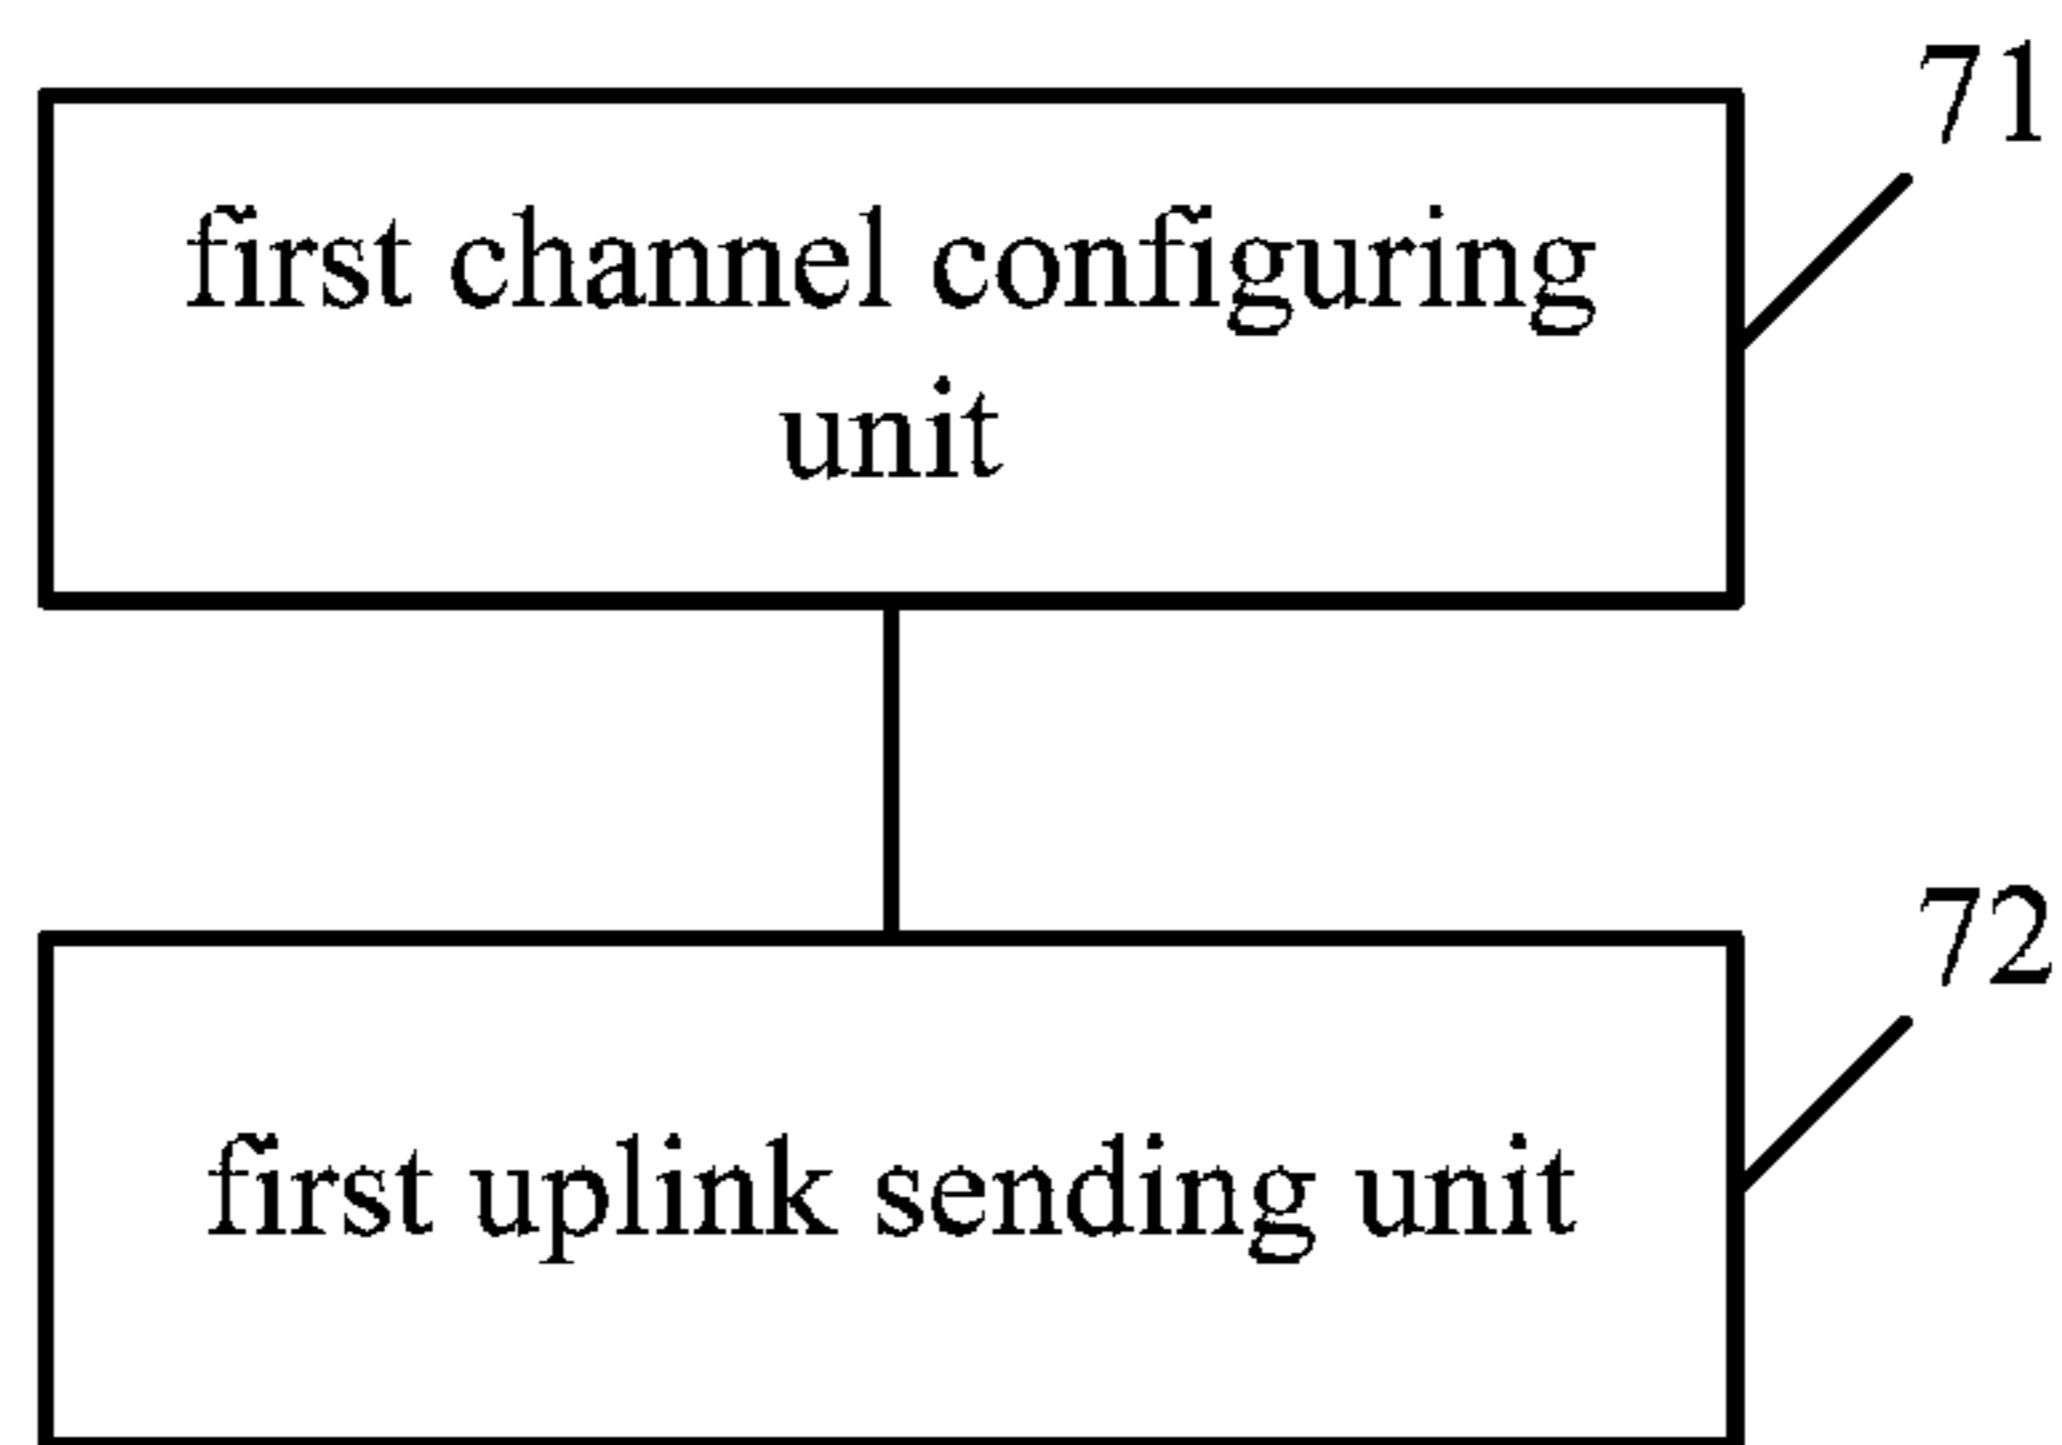 71
first channel configuring
unit
72
first uplink sending unit